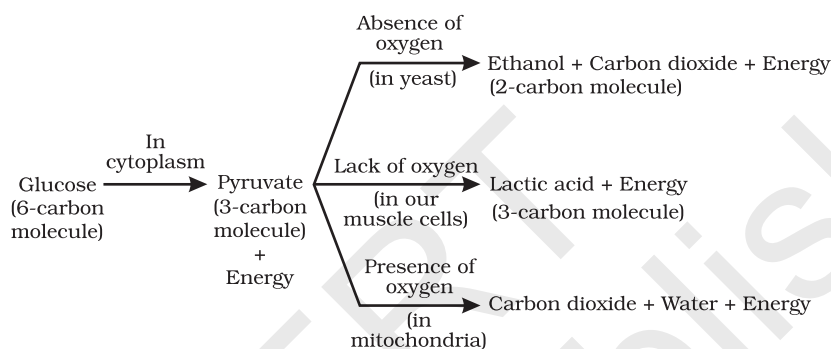 Glucose
(6-carbon
molecule)
In
cytoplasm
Pyruvate
(3-carbon
molecule)
+
Energy
Absence of
oxygen
(in yeast)
Ethanol + Carbon dioxide + Energy
(2-carbon molecule)
Lack of oxygen
(in our
muscle cells)
Lactic acid + Energy
(3-carbon molecule)
Presence of
oxygen
(in
mitochondria)
Carbon dioxide + Water + Energy